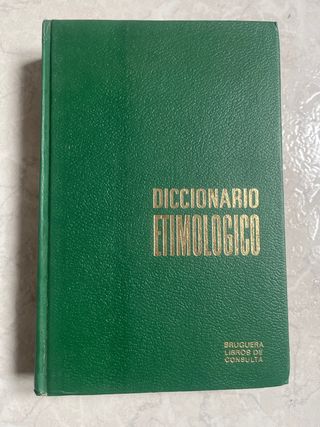 DICCIONARIO
ETIMOLOGICO
BRUGUERA
LIBROS DE
CONSULTA